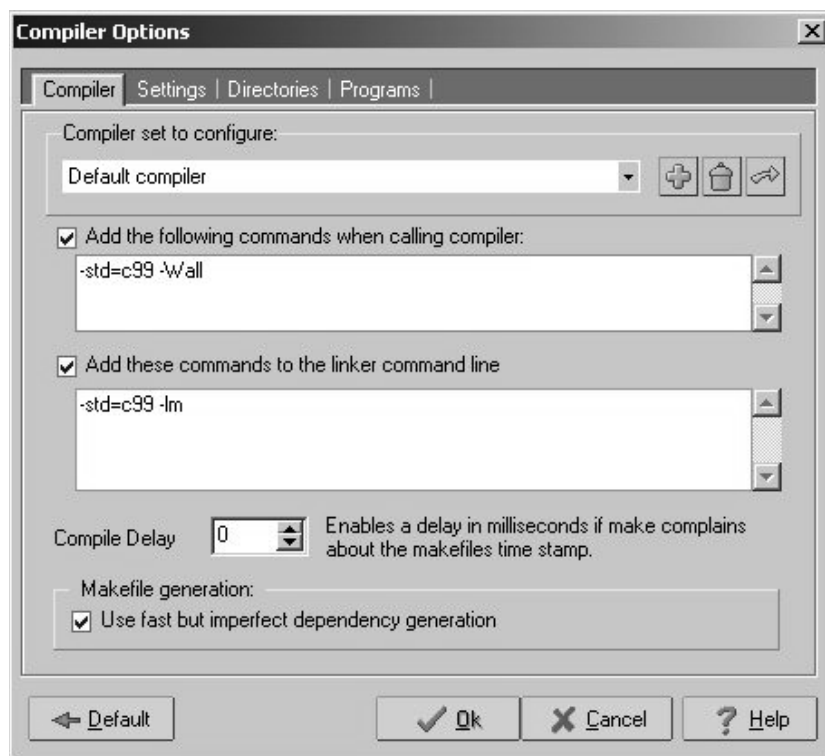 Compiler Options
Compiler Settings Directories Programs
Compiler set to configure:
Default compiler
Add the following commands when calling compiler:
-std=c99 -Wall
Add these commands to the linker command line
-std=c99 -lm
Compile Delay 0 Enables a delay in milliseconds if make complains
about the makefiles time stamp.
Makefile generation:
Use fast but imperfect dependency generation
Default Ok Cancel Help